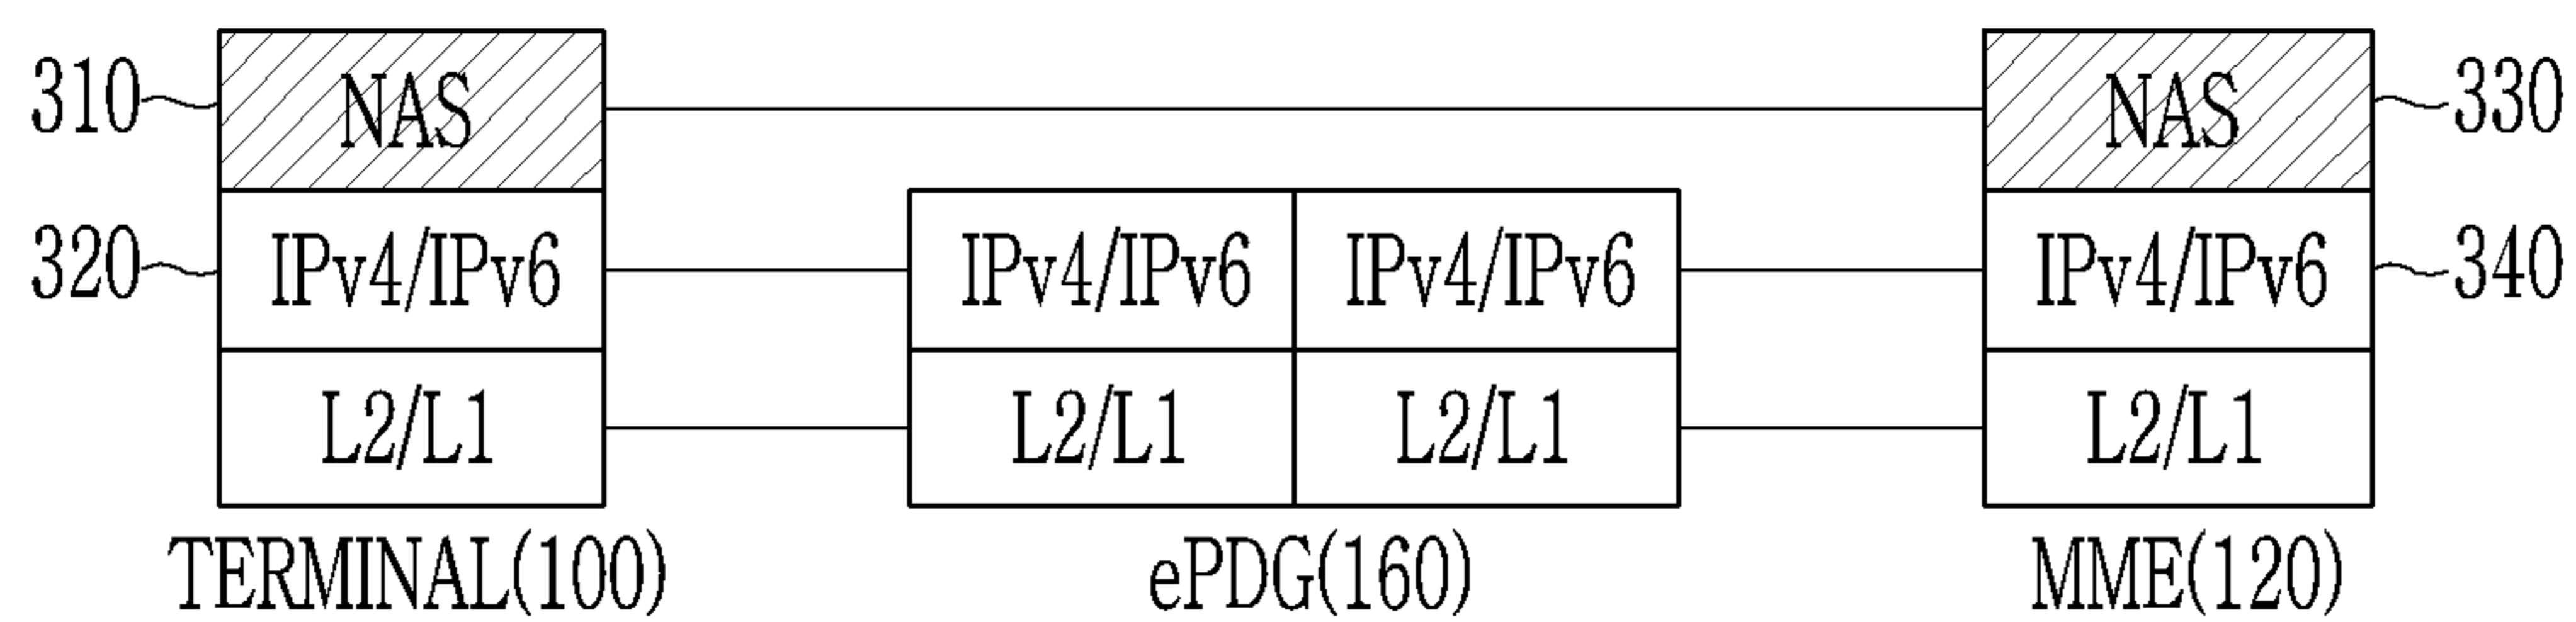 310 NAS NAS 330
320 IPv4/IPv6 IPv4/IPv6 IPv4/IPv6 IPv4/IPv6 340
L2/L1 L2/L1 L2/L1 L2/L1
TERMINAL(100) ePDG(160) MME(120)